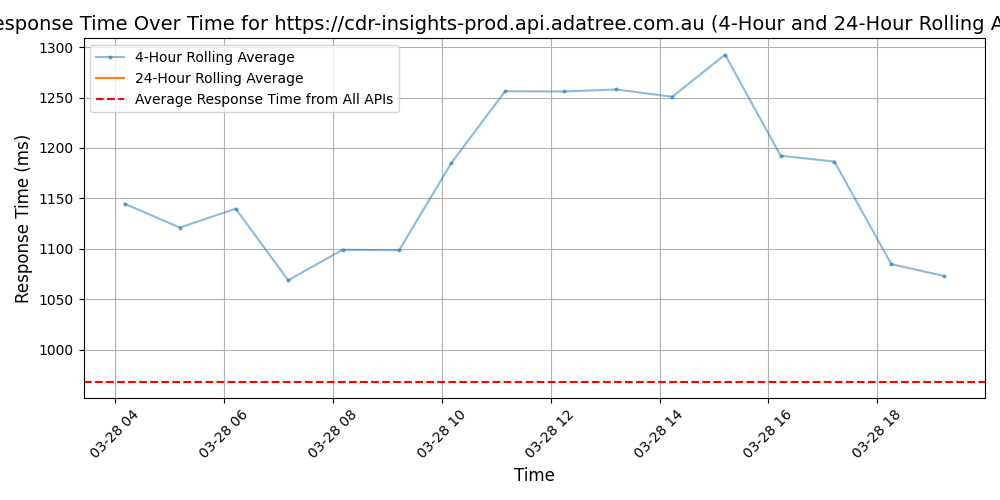 esponse Time Over Time for https://cdr-insights-prod.api.adatree.com.au (4-Hour and 24-Hour Rolling A
4-Hour Rolling Average
24-Hour Rolling Average
Average Response Time from All APIs
Response Time (ms)
1300
1250
1200
1150
1100
1050
1000
03-28 04
03-28 06
03-28 08
03-28 10
03-28 12
03-28 14
03-28 16
03-28 18
Time